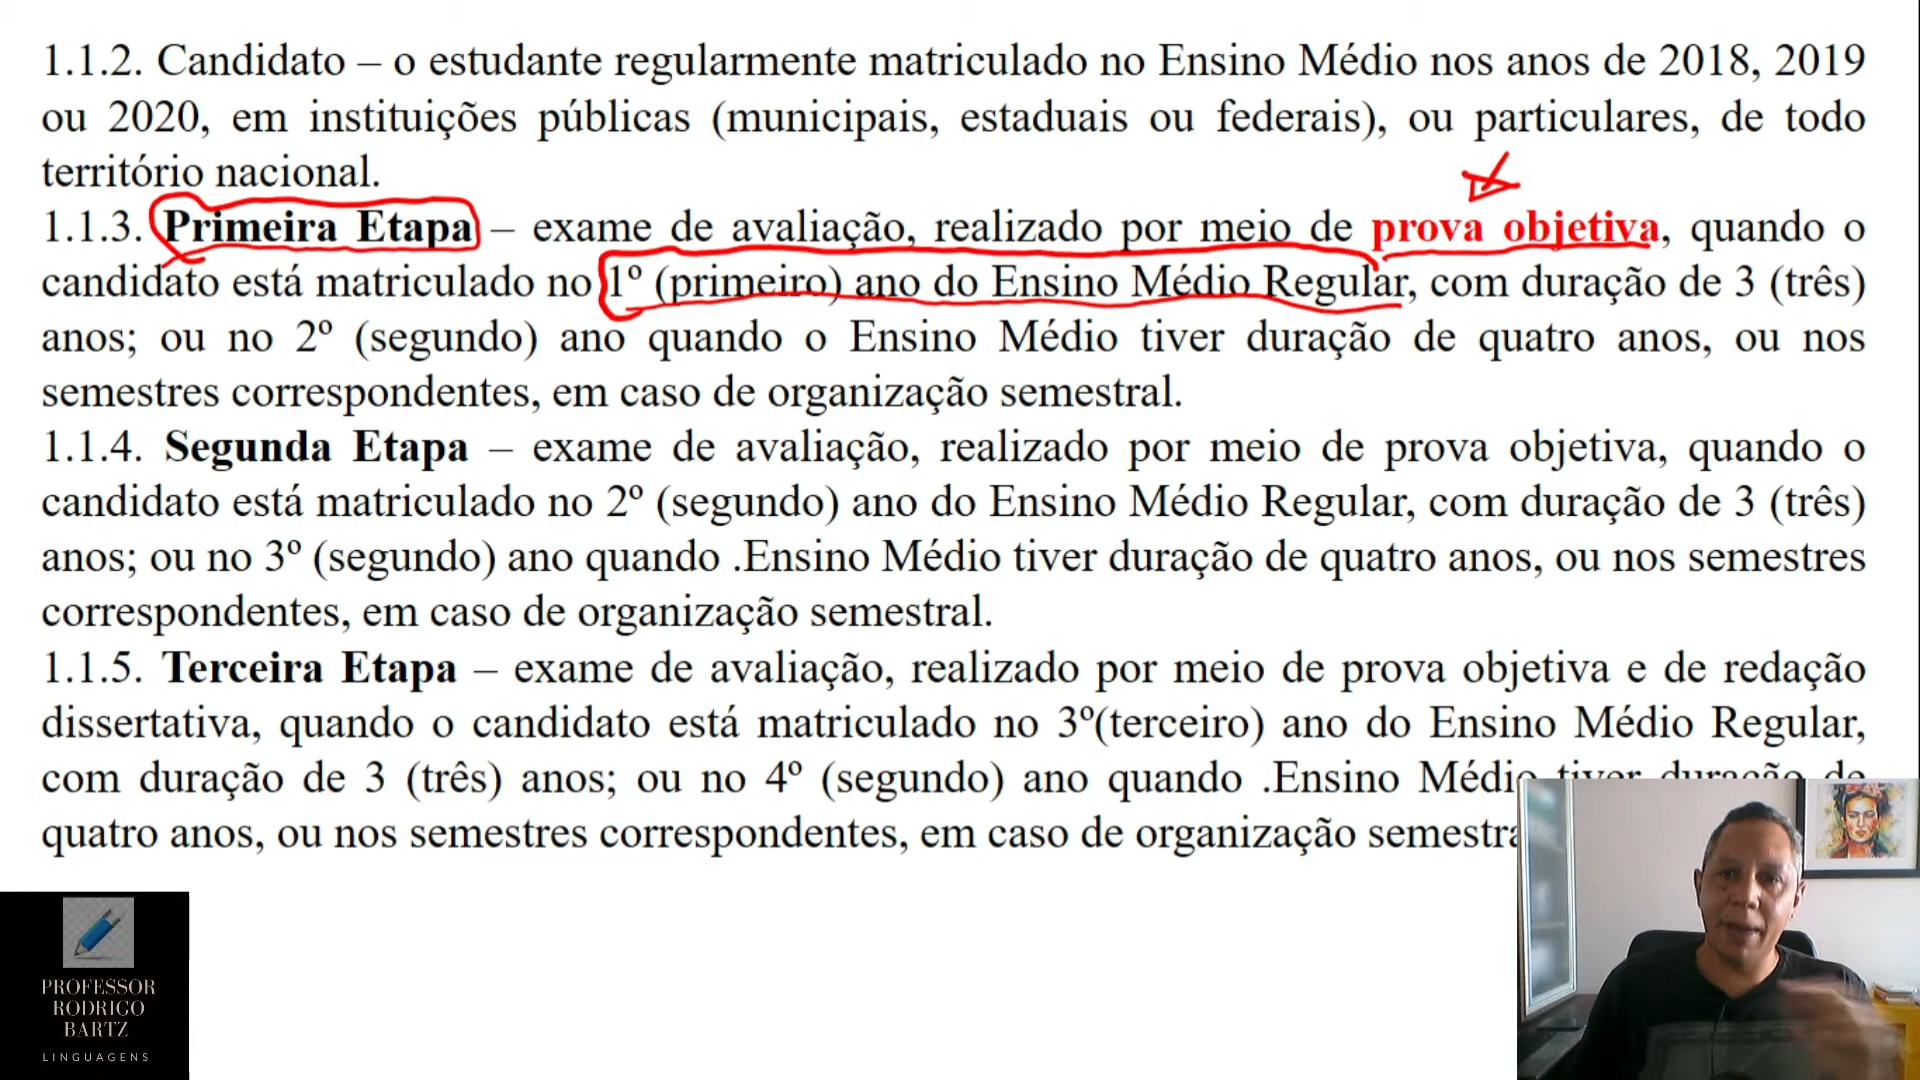 1.1.2. Candidato – o estudante regularmente matriculado no Ensino Médio nos anos de 2018, 2019
ou 2020, em instituições públicas (municipais, estaduais ou federais), ou particulares, de todo
território nacional.
1.1.3. Primeira Etapa – exame de avaliação, realizado por meio de prova objetiva, quando o
candidato está matriculado no 1º (primeiro) ano do Ensino Médio Regular, com duração de 3 (três)
anos; ou no 2º (segundo) ano quando o Ensino Médio tiver duração de quatro anos, ou nos
semestres correspondentes, em caso de organização semestral.
1.1.4. Segunda Etapa – exame de avaliação, realizado por meio de prova objetiva, quando o
candidato está matriculado no 2º (segundo) ano do Ensino Médio Regular, com duração de 3 (três)
anos; ou no 3º (segundo) ano quando .Ensino Médio tiver duração de quatro anos, ou nos semestres
correspondentes, em caso de organização semestral.
1.1.5. Terceira Etapa – exame de avaliação, realizado por meio de prova objetiva e de redação
dissertativa, quando o candidato está matriculado no 3º(terceiro) ano do Ensino Médio Regular,
com duração de 3 (três) anos; ou no 4º (segundo) ano quando .Ensino Médio tiver duração de
quatro anos, ou nos semestres correspondentes, em caso de organização semestra
PROFESSOR
RODRIGO
BARTZ
LINGUAGENS